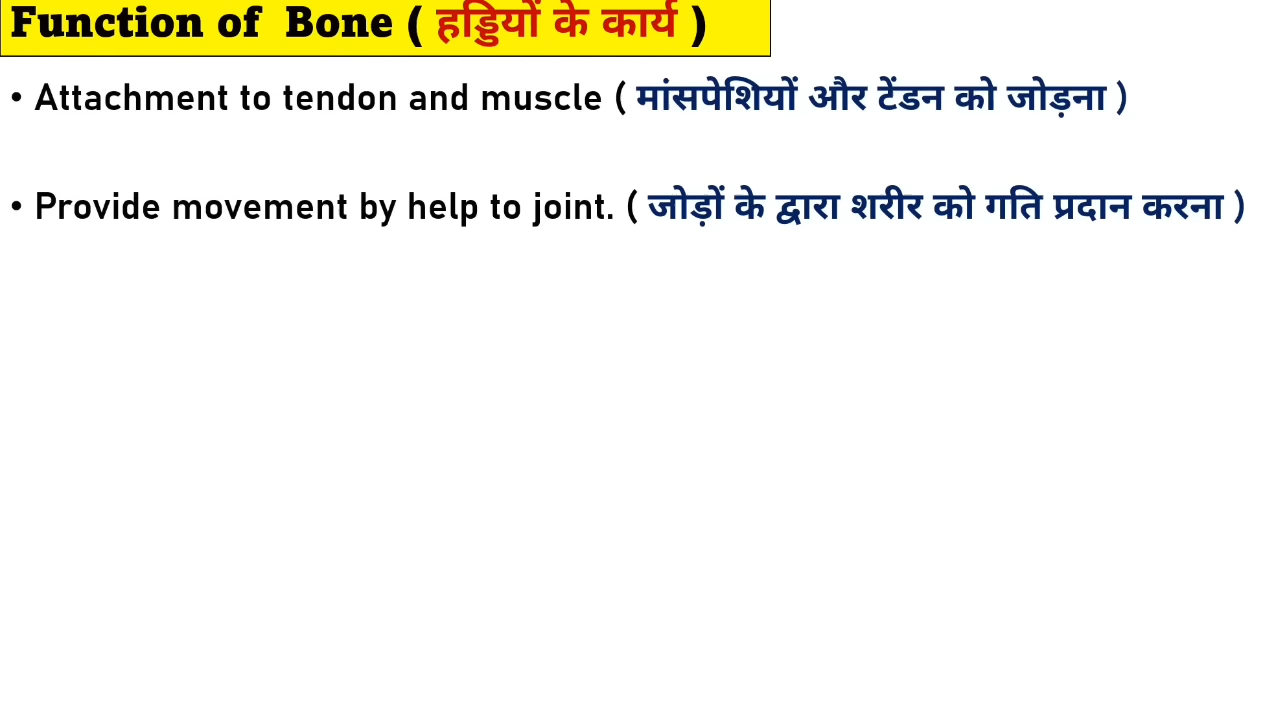 Function of Bone ( हड्डियों के कार्य )
• Attachment to tendon and muscle ( मांसपेशियों और टेंडन को जोड़ना )
• Provide movement by help to joint. ( जोड़ों के द्वारा शरीर को गति प्रदान करना )